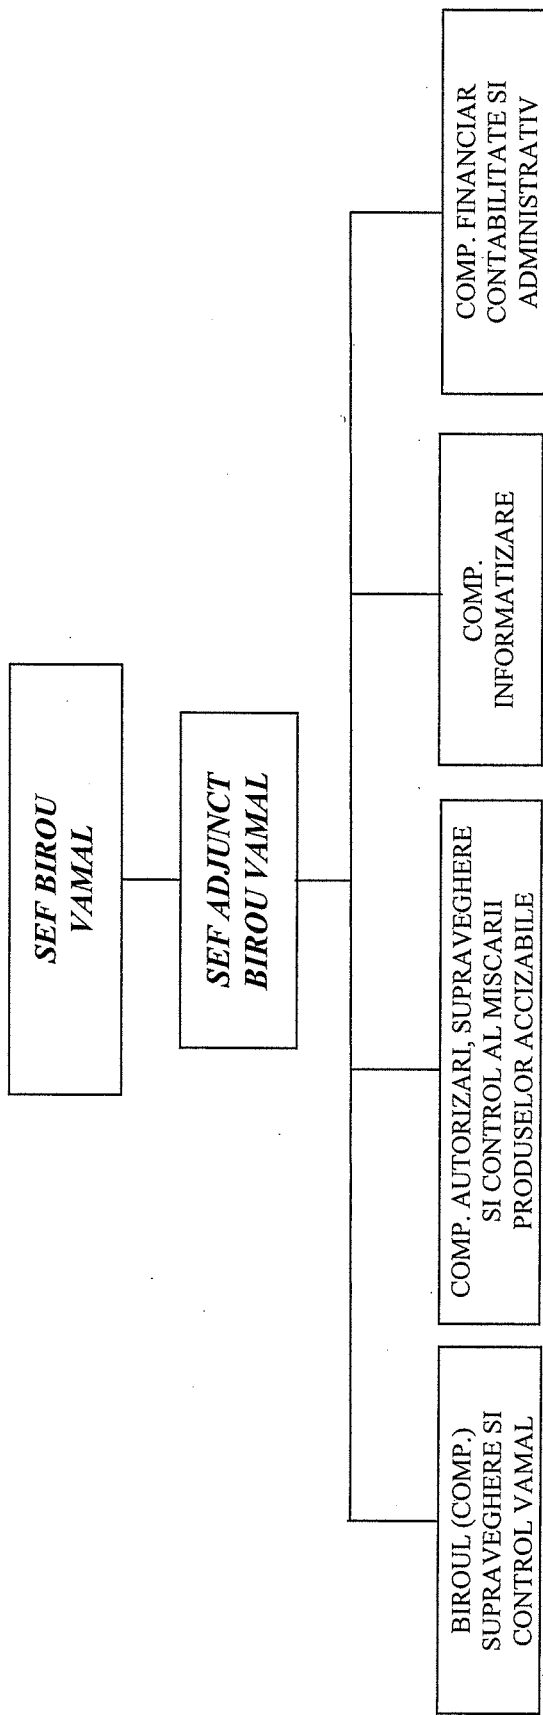 SEF BIROU
VAMAL
SEF ADJUNCT
BIROU VAMAL
BIROUL (COMP.)
SUPRAVEGHERE SI
CONTROL VAMAL
COMP. AUTORIZARI, SUPRAVEGHERE
SI CONTROL AL MISCARII
PRODUSELOR ACCIZABILE
COMP.
INFORMATIZARE
COMP. FINANCIAR
CONTABILITATE SI
ADMINISTRATIV